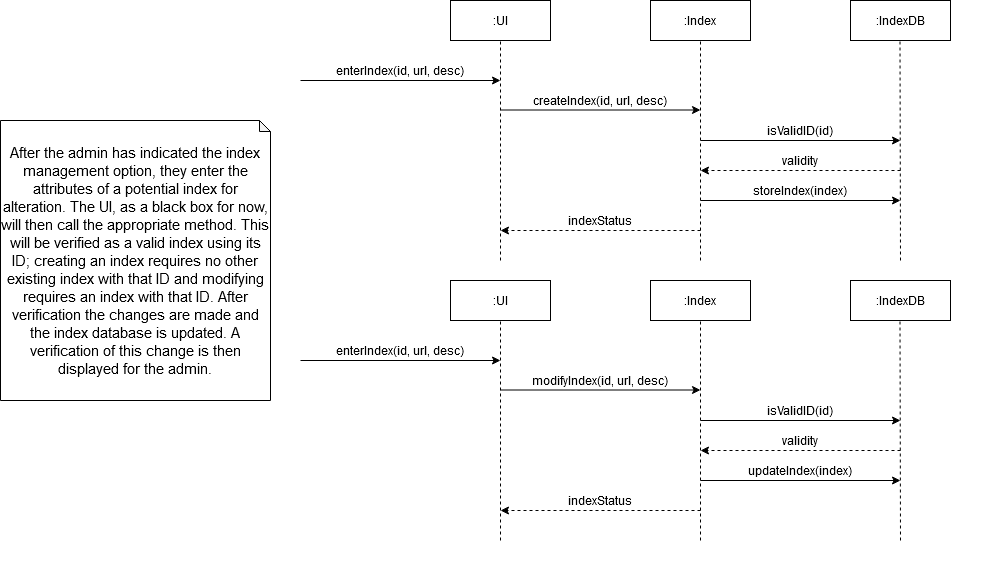 :UI
:Index
:IndexDB
enterIndex(id, url, desc)
createIndex(id, url, desc)
isValidID(id)
validity
storeIndex(index)
indexStatus
After the admin has indicated the index
management option, they enter the
attributes of a potential index for
alteration. The UI, as a black box for now,
will then call the appropriate method. This
will be verified as a valid index using its
ID; creating an index requires no other
existing index with that ID and modifying
requires an index with that ID. After
verification the changes are made and
the index database is updated. A
verification of this change is then
displayed for the admin.
:UI
:Index
:IndexDB
enterIndex(id, url, desc)
modifyIndex(id, url, desc)
isValidID(id)
validity
updateIndex(index)
indexStatus